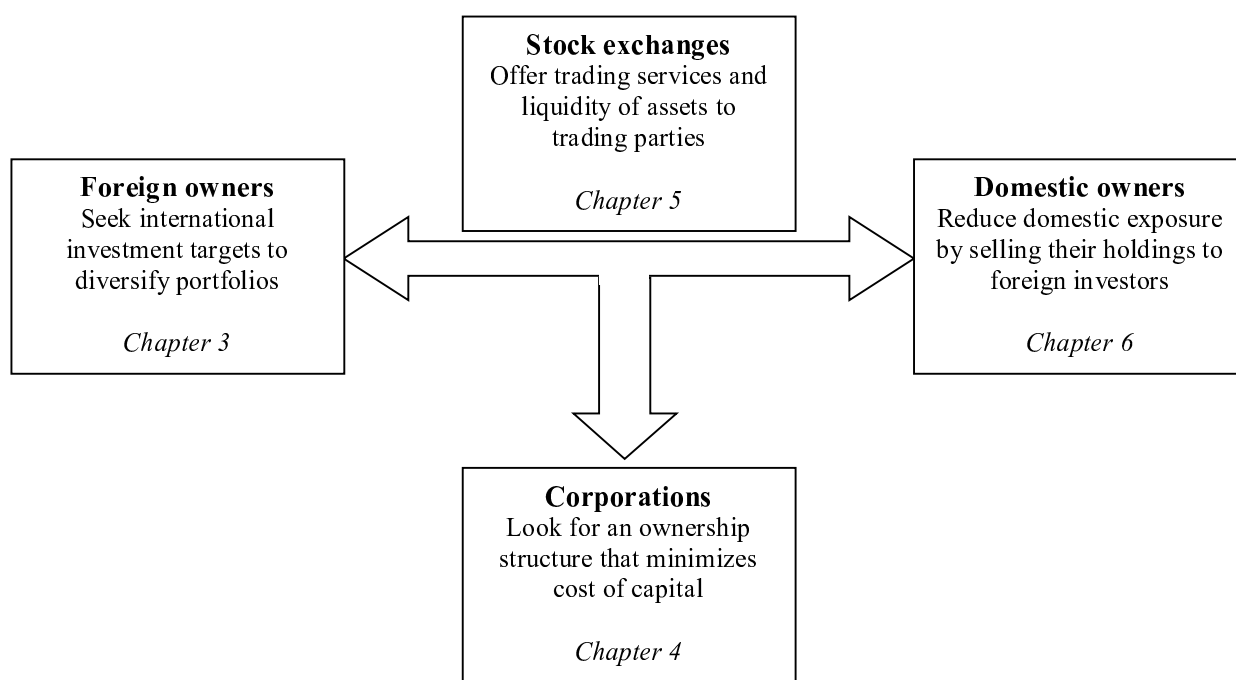 Stock exchanges
Offer trading services and
liquidity of assets to
trading parties
Chapter 5
Foreign owners
Seek international
investment targets to
diversify portfolios
Chapter 3
Domestic owners
Reduce domestic exposure
by selling their holdings to
foreign investors
Chapter 6
Corporations
Look for an ownership
structure that minimizes
cost of capital
Chapter 4